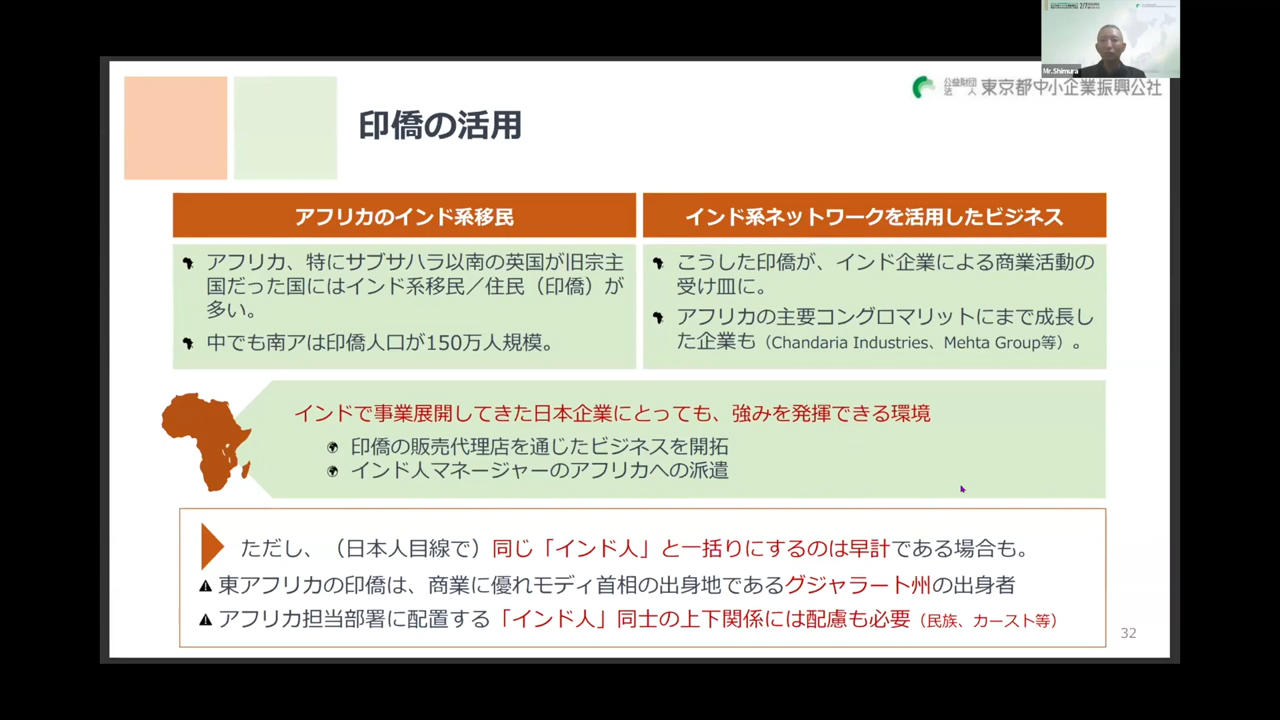 Mr.Shimura
公益財団法人 東京都中小企業振興公社
印僑の活用
アフリカのインド系移民
アフリカ、特にサブサハラ以南の英国が旧宗主
国だった国にはインド系移民／住民（印僑）が
多い。
中でも南アは印僑人口が150万人規模。
インド系ネットワークを活用したビジネス
こうした印僑が、インド企業による商業活動の
受け皿に。
アフリカの主要コングロマリットにまで成長し
た企業も（Chandaria Industries、Mehta Group等）。
インドで事業展開してきた日本企業にとっても、強みを発揮できる環境
印僑の販売代理店を通じたビジネスを開拓
インド人マネージャーのアフリカへの派遣
ただし、（日本人目線で）同じ「インド人」と一括りにするのは早計である場合も。
東アフリカの印僑は、商業に優れモディ首相の出身地であるグジャラート州の出身者
アフリカ担当部署に配置する「インド人」同士の上下関係には配慮も必要（民族、カースト等）
32